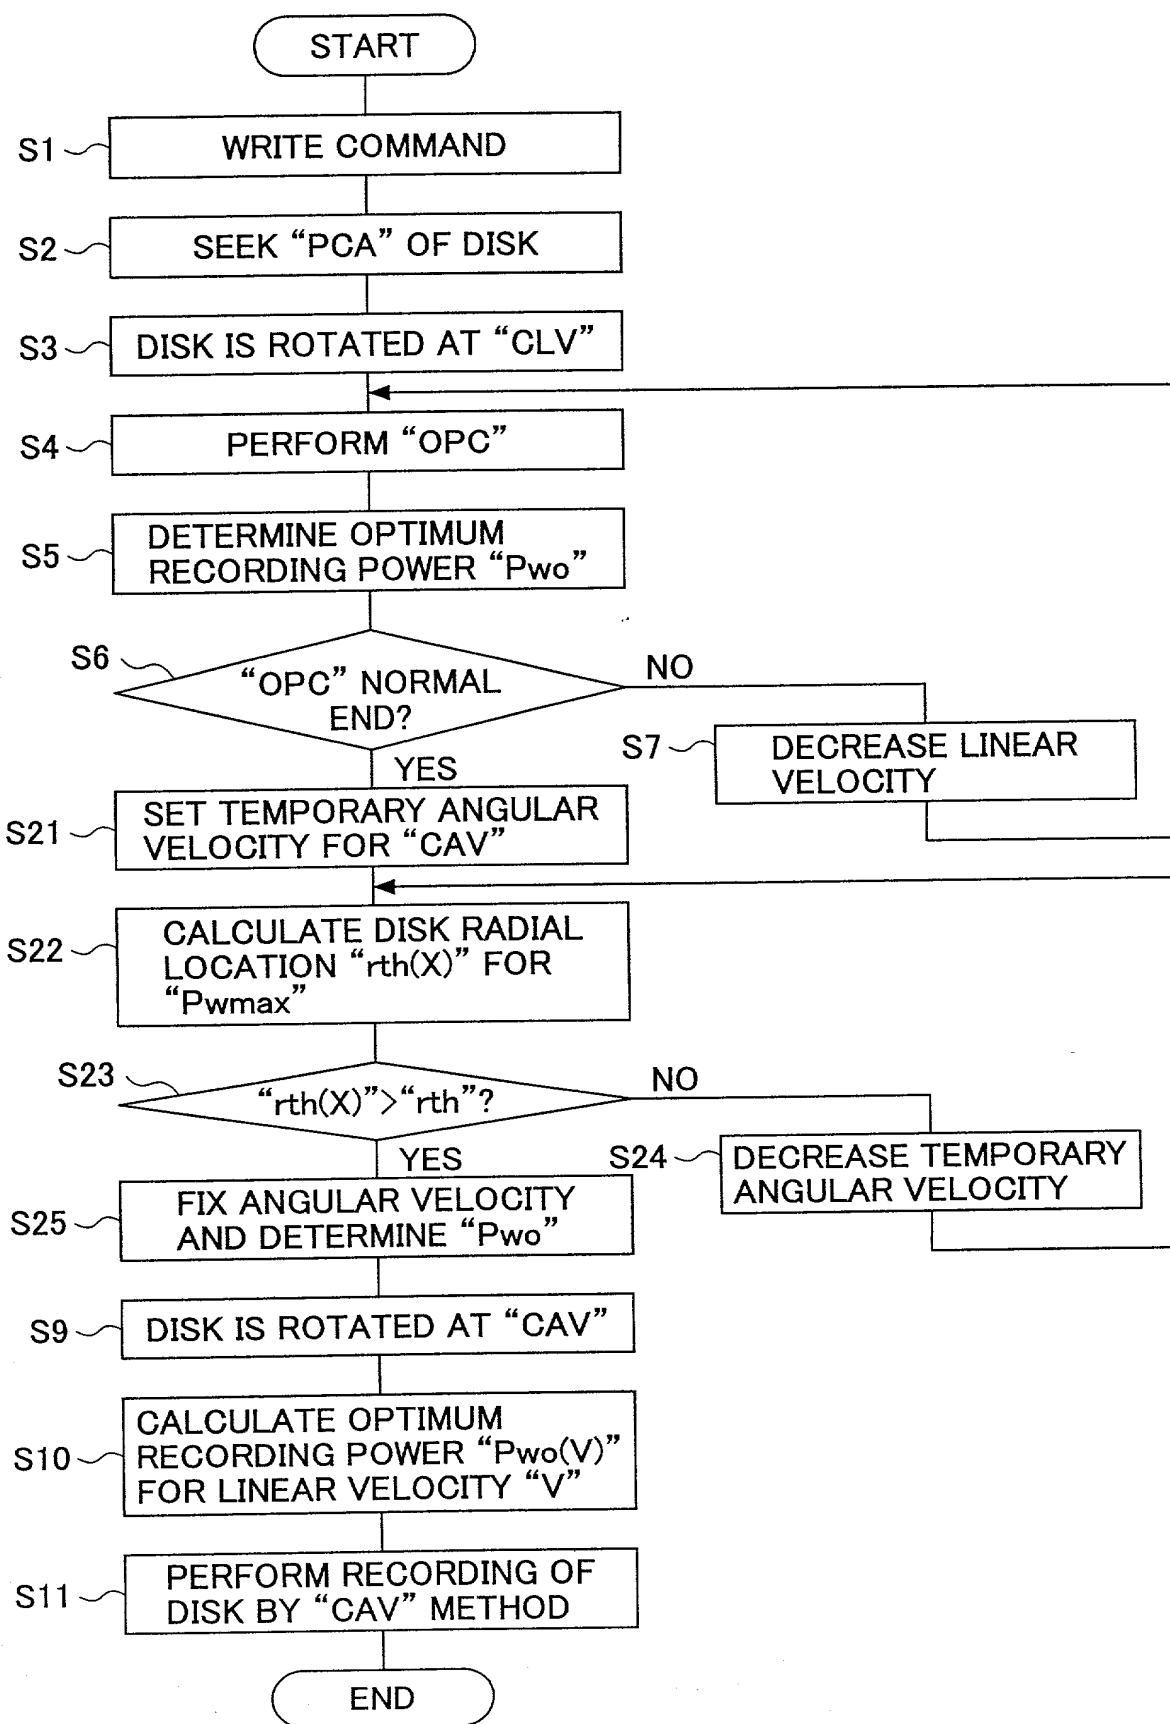 START
S1
WRITE COMMAND
S2
SEEK “PCA” OF DISK
S3
DISK IS ROTATED AT “CLV”
S4
PERFORM “OPC”
S5
DETERMINE OPTIMUM
RECORDING POWER “Pwo”
S6
“OPC” NORMAL
END?
NO
YES
S7
DECREASE LINEAR
VELOCITY
S21
SET TEMPORARY ANGULAR
VELOCITY FOR “CAV”
S22
CALCULATE DISK RADIAL
LOCATION “rth(X)” FOR
“Pwmax”
S23
“rth(X)”>“rth”?
NO
YES
S24
DECREASE TEMPORARY
ANGULAR VELOCITY
S25
FIX ANGULAR VELOCITY
AND DETERMINE “Pwo”
S9
DISK IS ROTATED AT “CAV”
S10
CALCULATE OPTIMUM
RECORDING POWER “Pwo(V)”
FOR LINEAR VELOCITY “V”
S11
PERFORM RECORDING OF
DISK BY “CAV” METHOD
END